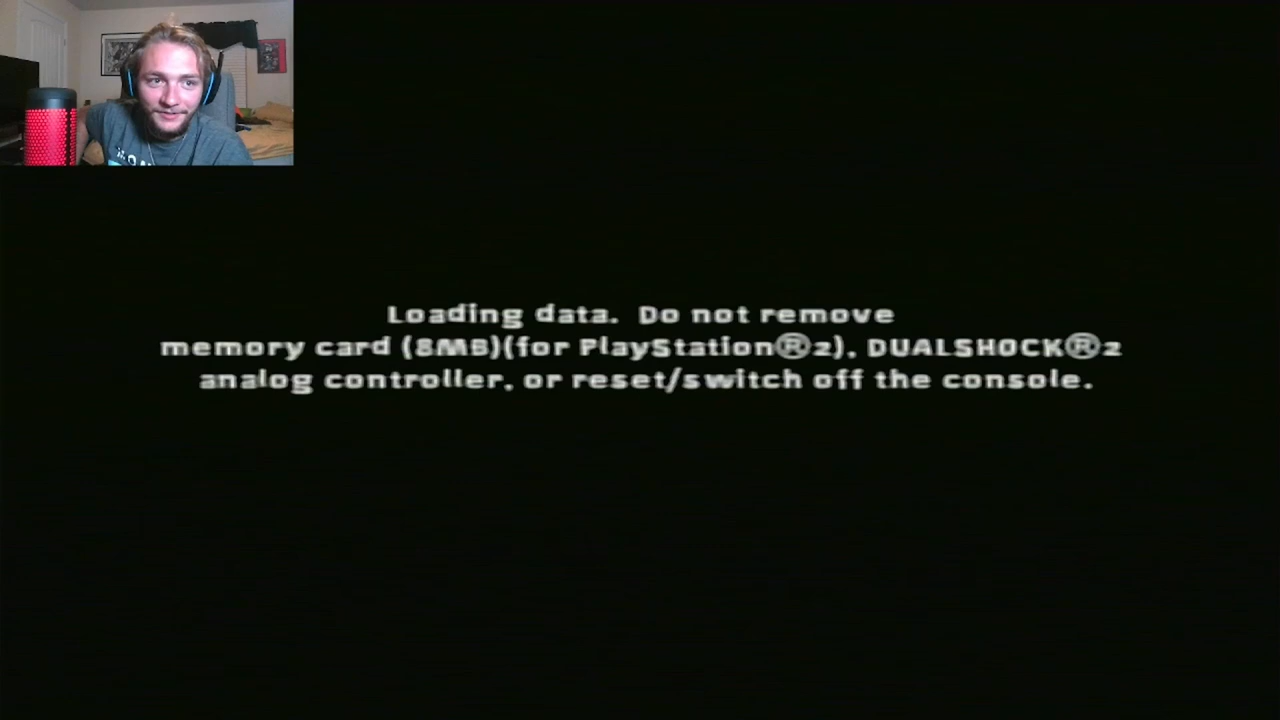 Loading data.  Do not remove
memory card (8MB)(for PlayStation®2), DUALSHOCK®2
analog controller, or reset/switch off the console.